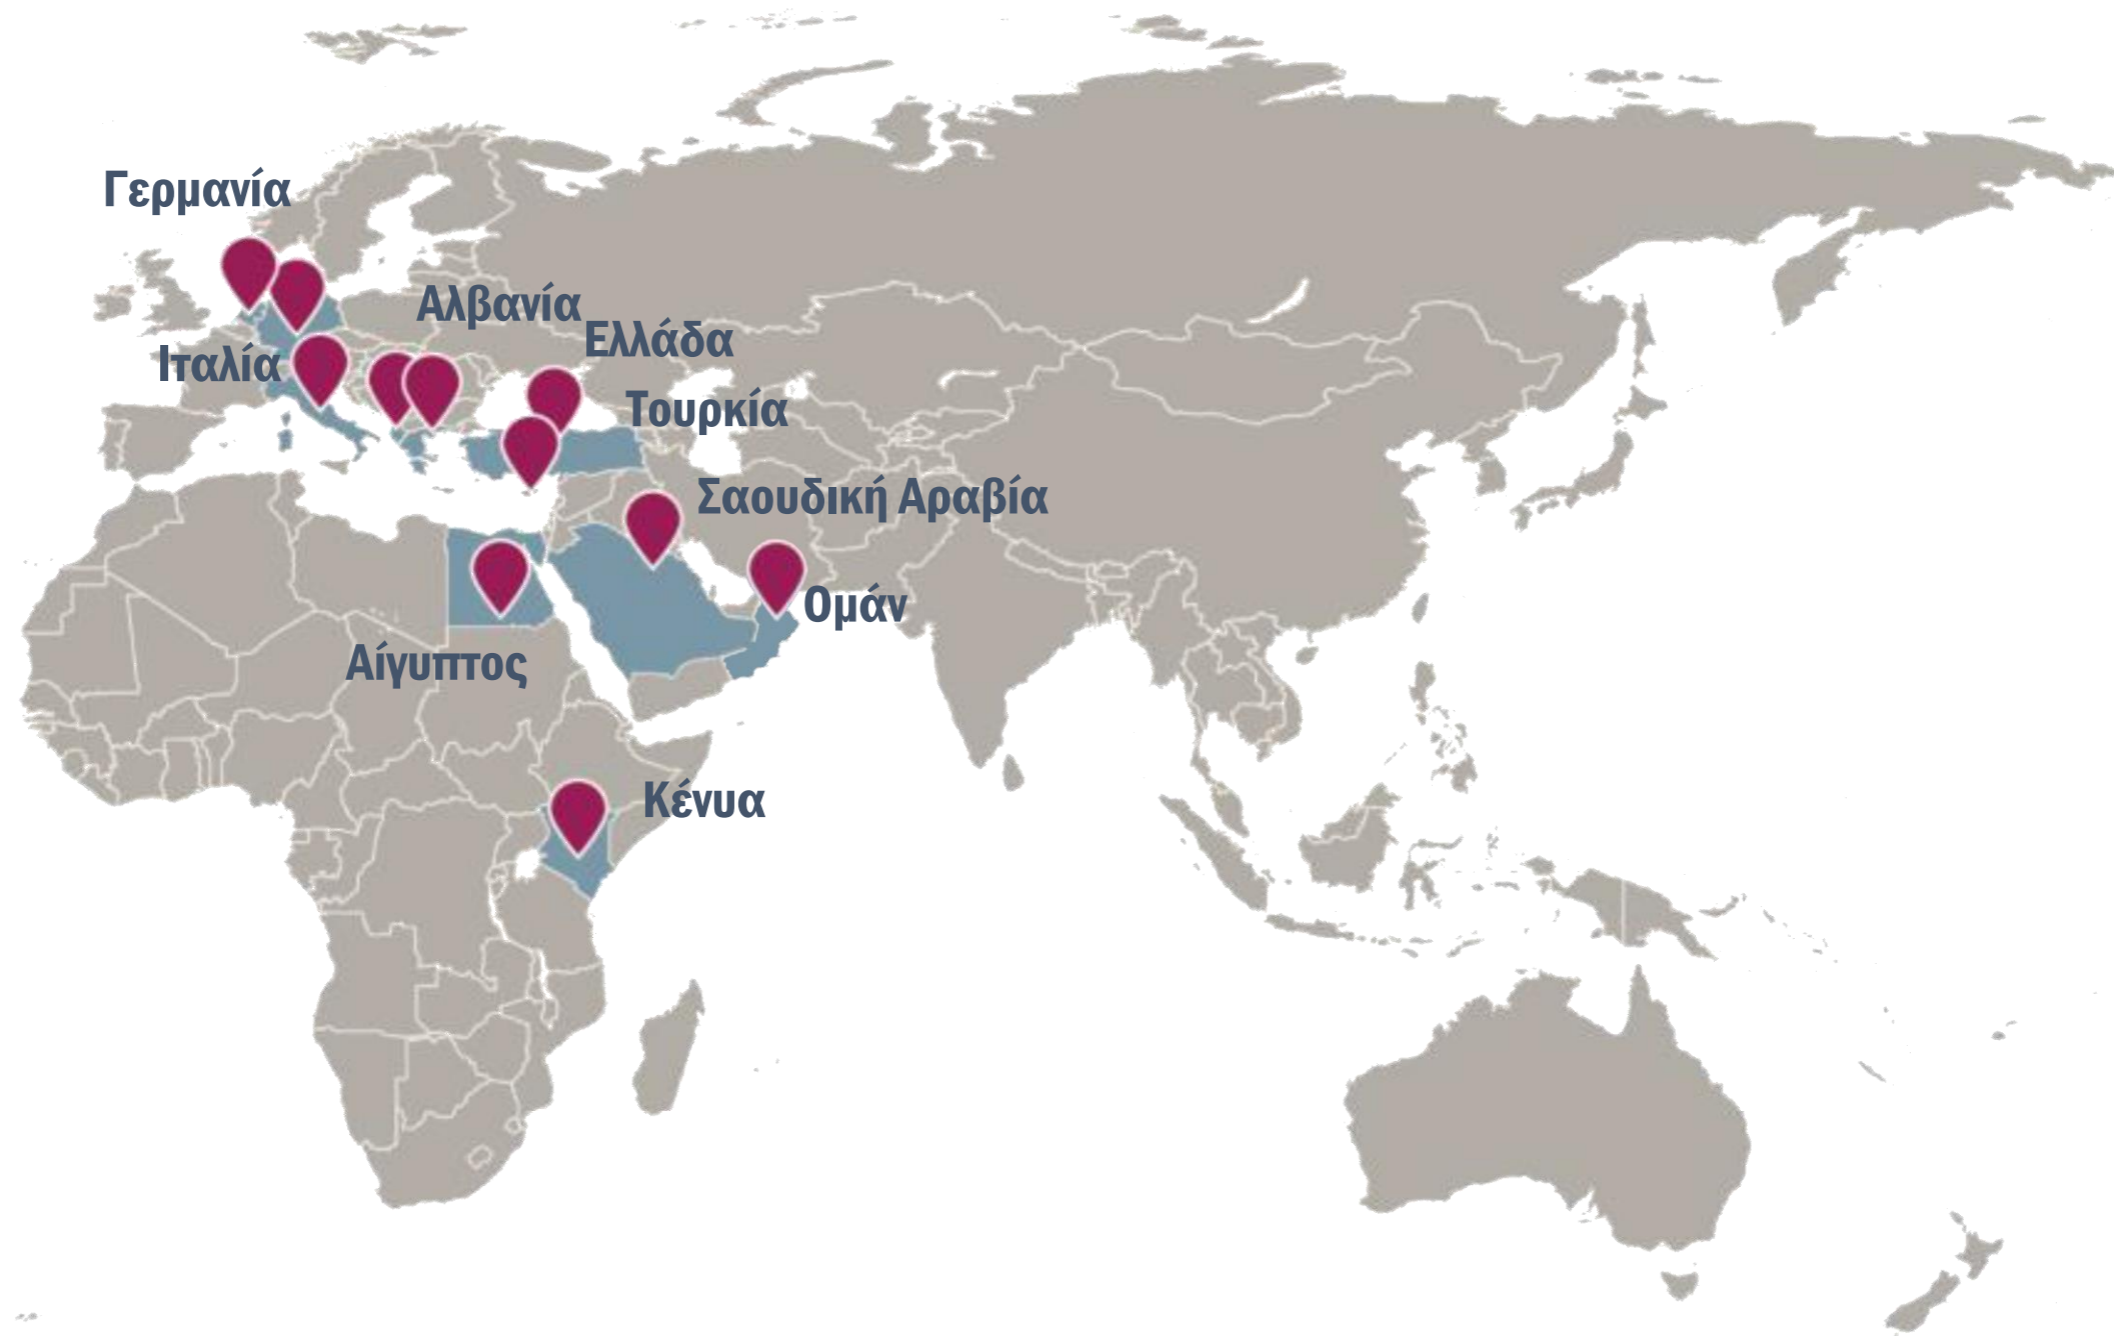 Γερμανία
Αλβανία
Ελλάδα
Ιταλία
Τουρκία
Σαουδική Αραβία
Ομάν
Αίγυπτος
Κένυα